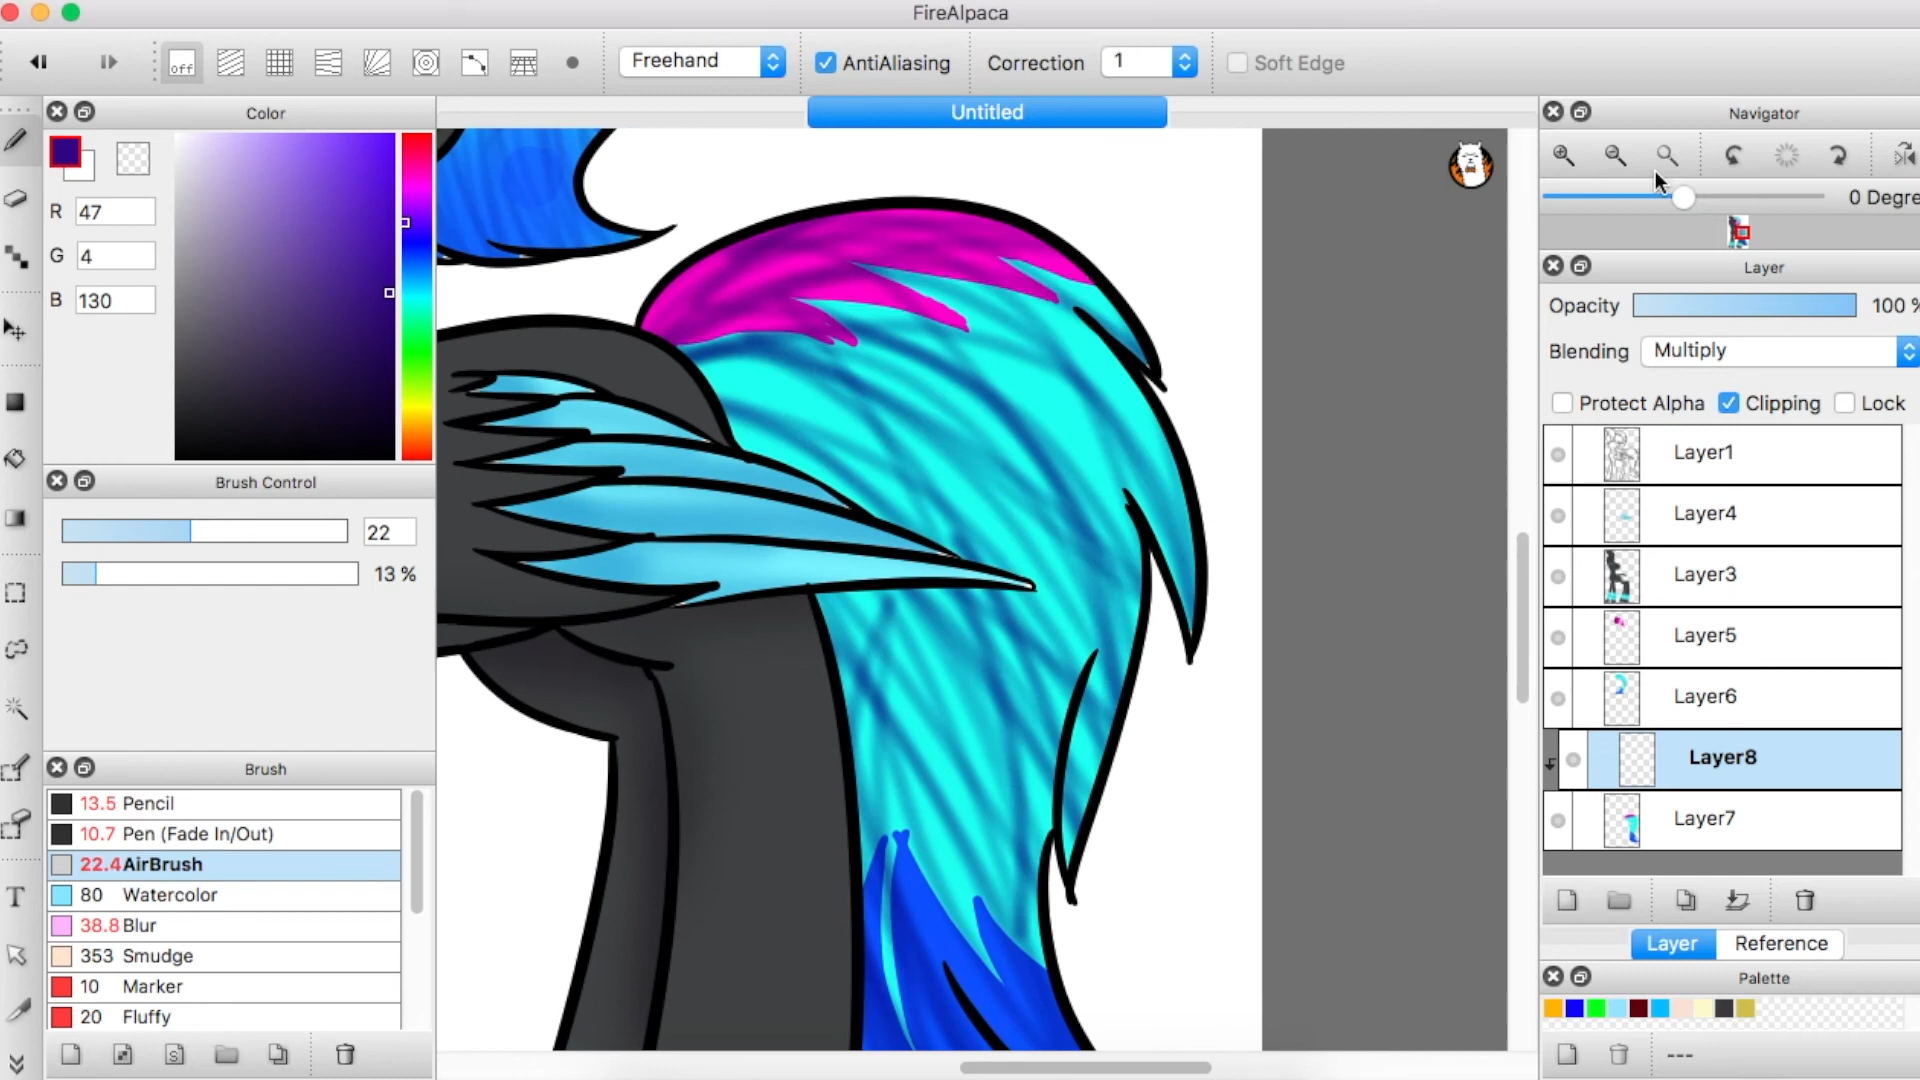 FireAlpaca
off
Freehand
AntiAliasing
Correction
1
Soft Edge
Color
Untitled
Navigator
R 47
G 4
B 130
0 Degre
Layer
Opacity
100 %
Blending
Multiply
Protect Alpha
Clipping
Lock
Layer1
Layer4
Layer3
Layer5
Layer6
Layer8
Layer7
Brush Control
22
13 %
Brush
13.5 Pencil
10.7 Pen (Fade In/Out)
22.4 AirBrush
80 Watercolor
38.8 Blur
353 Smudge
10 Marker
20 Fluffy
S
T
Layer
Reference
Palette
---